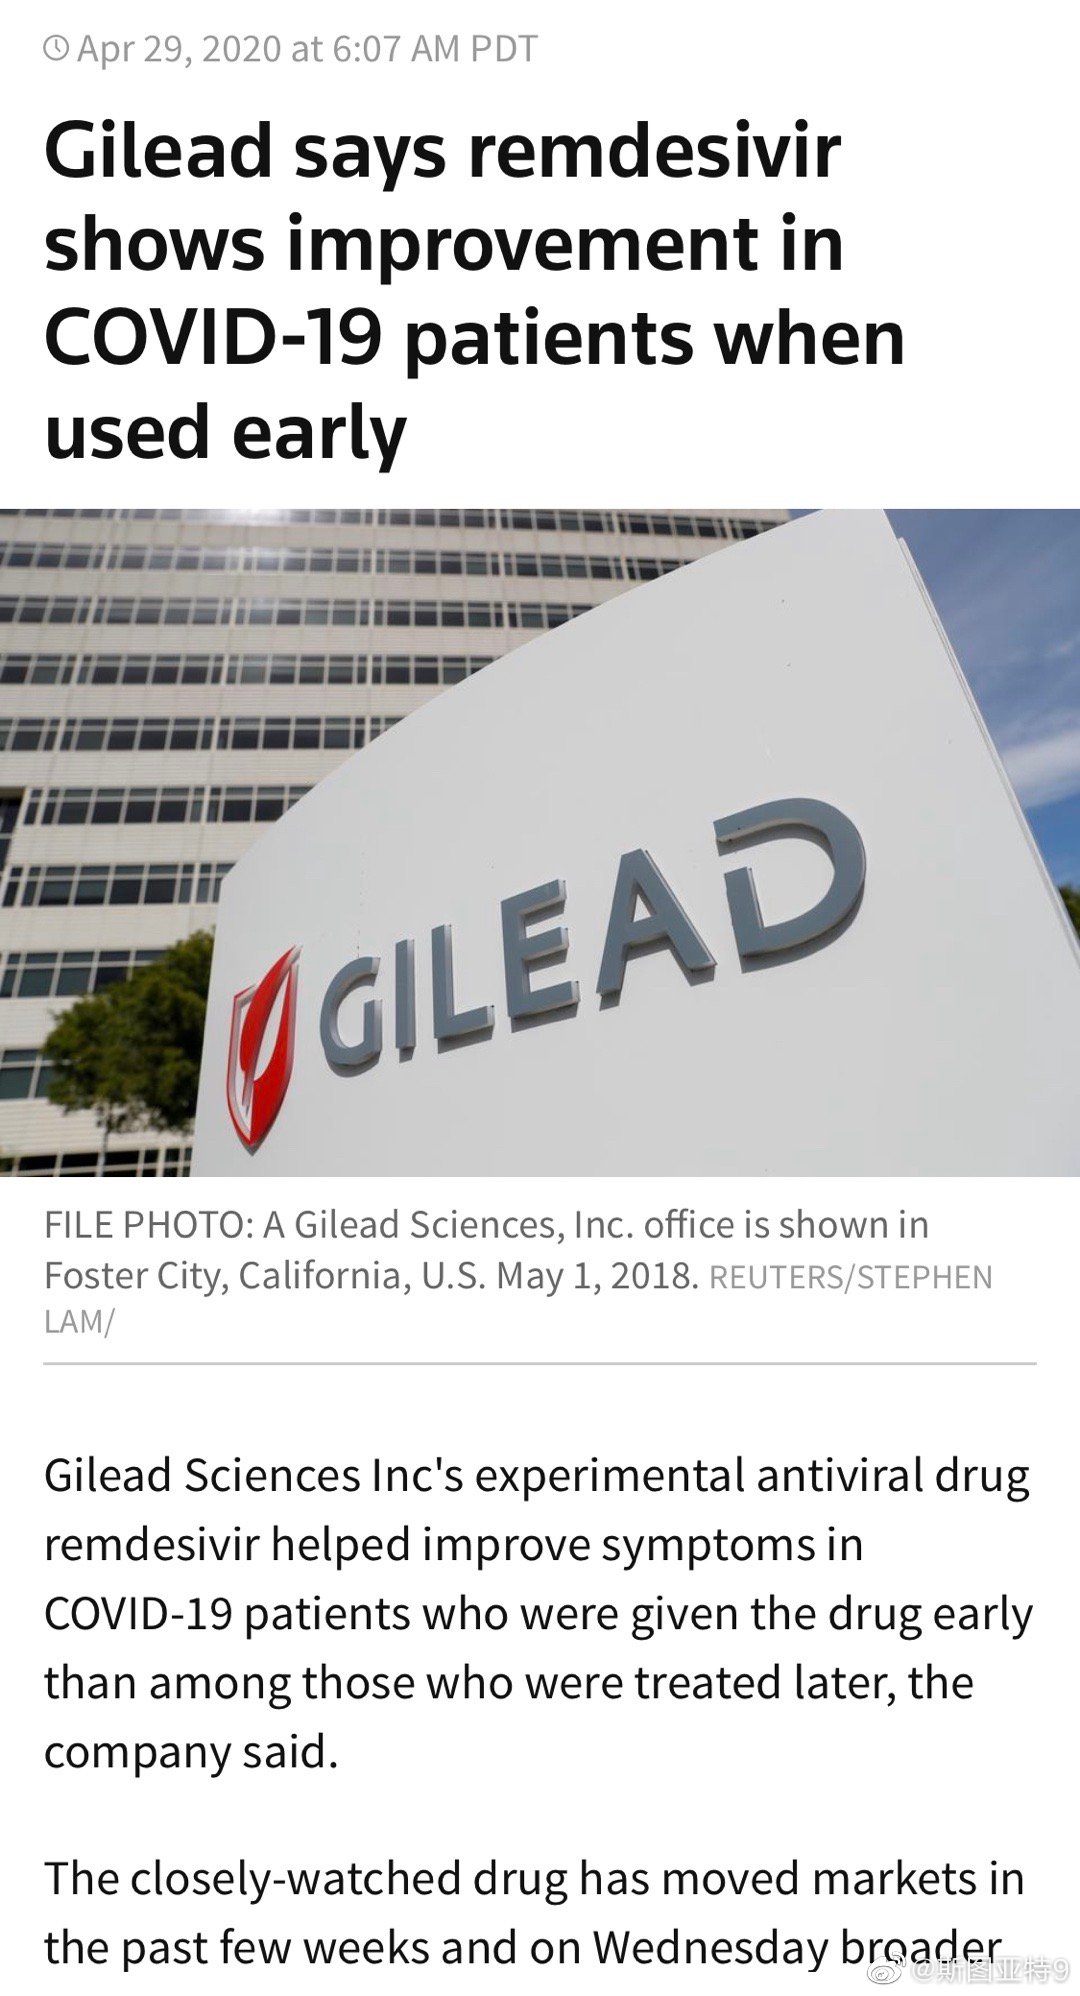 Apr 29, 2020 at 6:07 AM PDT
Gilead says remdesivir
shows improvement in
COVID-19 patients when
used early
GILEAD
FILE PHOTO: A Gilead Sciences, Inc. office is shown in
Foster City, California, U.S. May 1, 2018. REUTERS/STEPHEN
LAM/
Gilead Sciences Inc's experimental antiviral drug
remdesivir helped improve symptoms in
COVID-19 patients who were given the drug early
than among those who were treated later, the
company said.
The closely-watched drug has moved markets in
the past few weeks and on Wednesday broader
@斯图亚特9